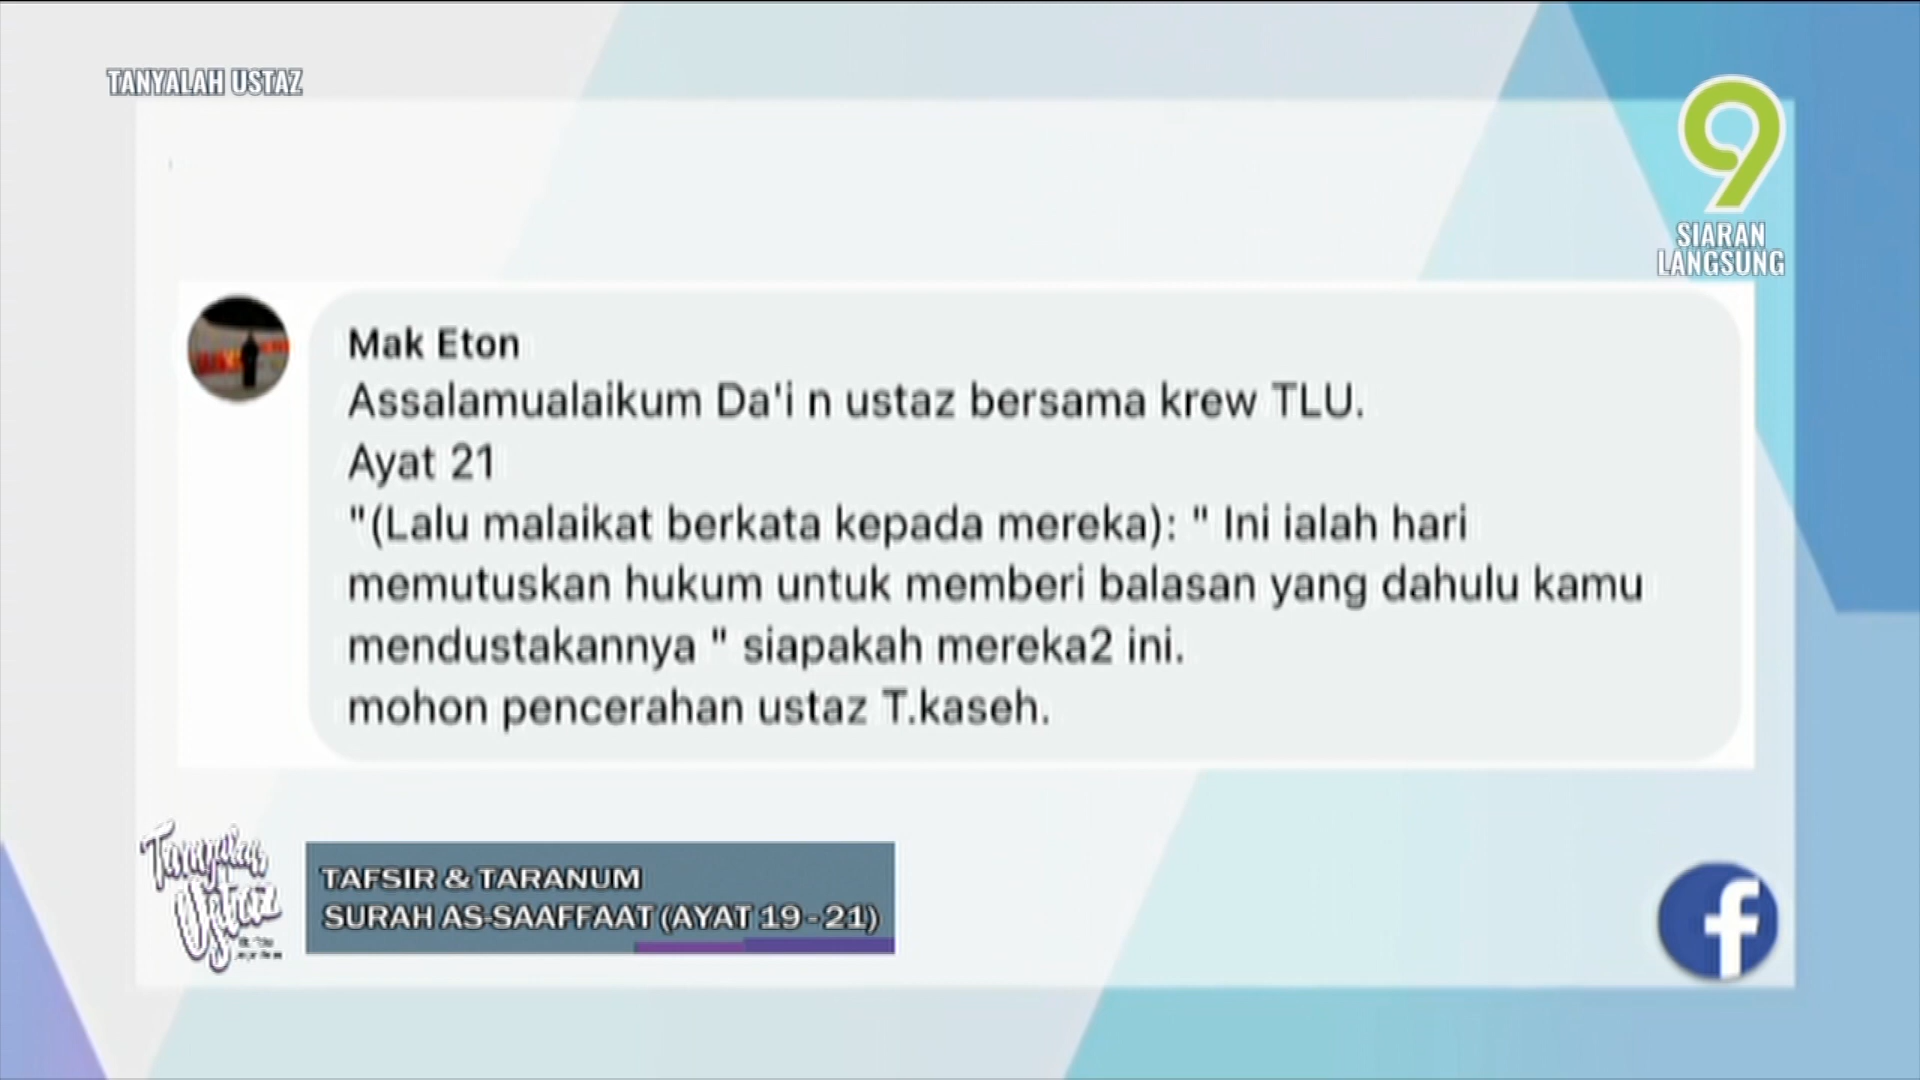 TANYALAH USTAZ
9
SIARAN
LANGSUNG
Mak Eton
Assalamualaikum Da'i n ustaz bersama krew TLU.
Ayat 21
"(Lalu malaikat berkata kepada mereka): " Ini ialah hari
memutuskan hukum untuk memberi balasan yang dahulu kamu
mendustakannya " siapakah mereka2 ini.
mohon pencerahan ustaz T.kaseh.
Tanyalah
Ustaz
TAFSIR & TARANUM
SURAH AS-SAAFFAAT (AYAT 19 - 21)
f